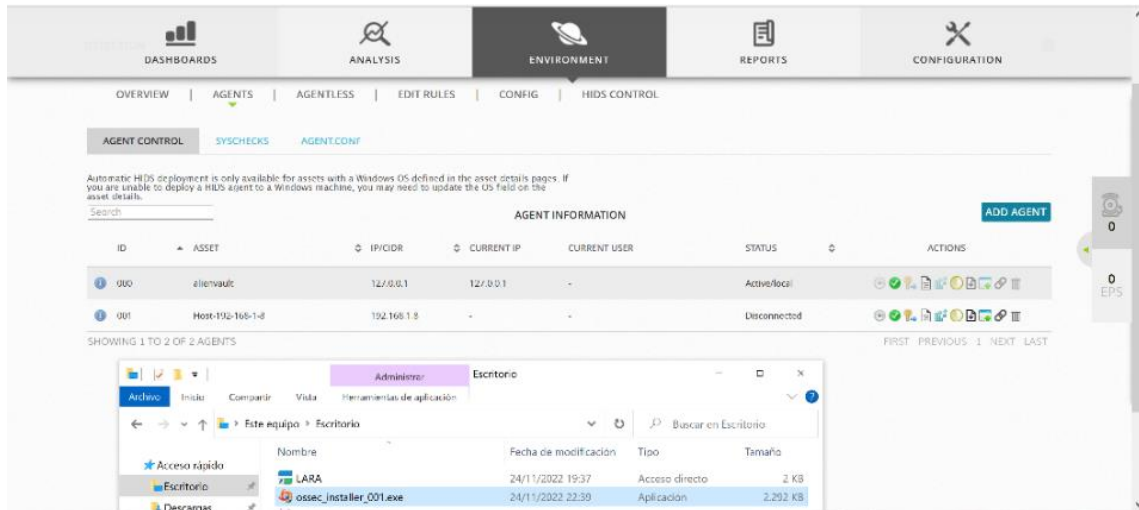 DASHBOARDS ANALYSIS ENVIRONMENT REPORTS CONFIGURATION
OVERVIEW | AGENTS | AGENTLESS | EDIT RULES | CONFIG | HIDS CONTROL
AGENT CONTROL SYSCHECKS AGENT.CONF
Automatic HIDS deployment is only available for assets with a Windows OS defined in the asset details pages. If
you are unable to deploy a HIDS agent to a Windows machine, you may need to update the OS field on the
asset details.
Search AGENT INFORMATION ADD AGENT
0
ID ASSET IP/CIDR CURRENT IP CURRENT USER STATUS ACTIONS
000 alienvault 127.0.0.1 127.0.0.1 - Active/local
0
EPS
001 Host-192-168-1-8 192.168.1.8 - - Disconnected
SHOWING 1 TO 2 OF 2 AGENTS FIRST PREVIOUS 1 NEXT LAST
Administrar Escritorio
Archivo Inicio Compartir Vista Herramientas de aplicación
Este equipo > Escritorio Buscar en Escritorio
Nombre Fecha de modificación Tipo Tamaño
Acceso rápido
LARA 24/11/2022 19:37 Acceso directo 2 KB
Escritorio
ossec_installer_001.exe 24/11/2022 22:39 Aplicación 2.292 KB
Descargas